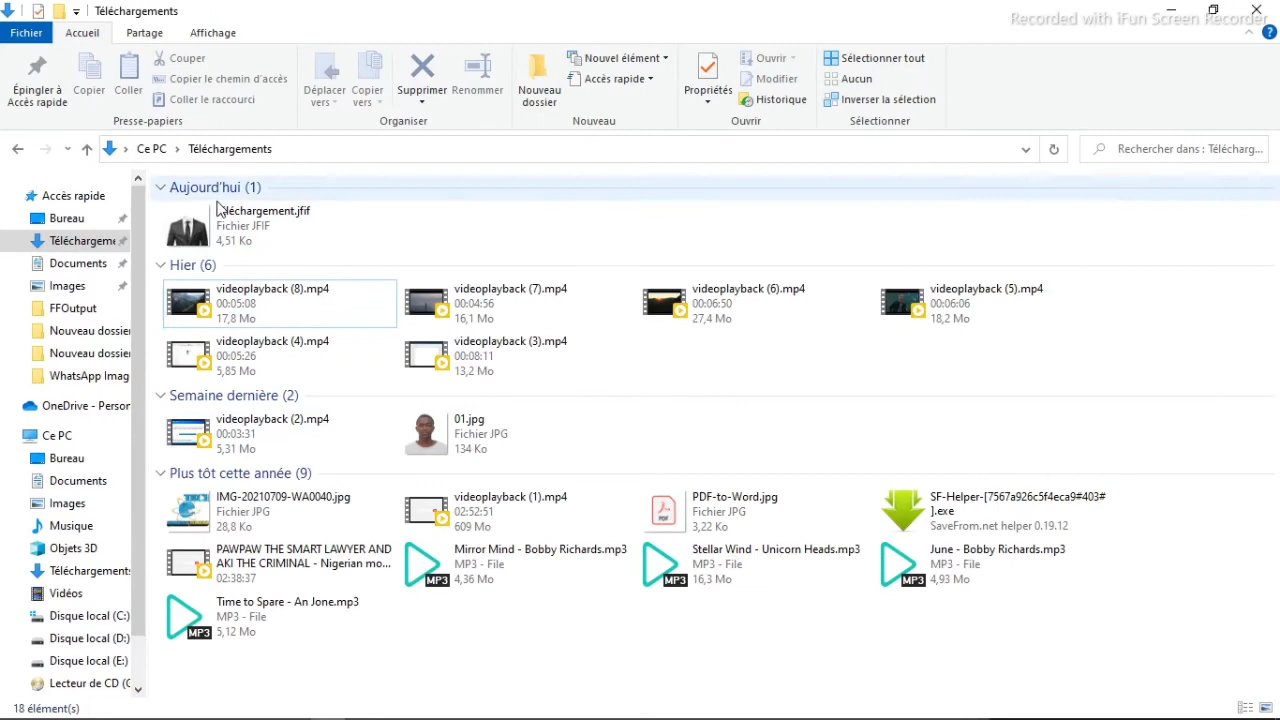 Téléchargements
Recorded with iFun Screen Recorder
Fichier
Accueil
Partage
Affichage
Épingler à
Accès rapide
Copier
Coller
Couper
Copier le chemin d'accès
Coller le raccourci
Presse-papiers
Déplacer
vers
Copier
vers
Supprimer
Renommer
Organiser
Nouveau
dossier
Nouvel élément
Accès rapide
Nouveau
Propriétés
Ouvrir
Modifier
Historique
Ouvrir
Sélectionner tout
Aucun
Inverser la sélection
Sélectionner
Ce PC > Téléchargements
Rechercher dans : Télécharg...
Accès rapide
Bureau
Téléchargeme
Documents
Images
FFOutput
Nouveau dossie
Nouveau dossie
WhatsApp Imag
OneDrive - Person
Ce PC
Bureau
Documents
Images
Musique
Objets 3D
Téléchargements
Vidéos
Disque local (C:)
Disque local (D:)
Disque local (E:)
Lecteur de CD (
Aujourd'hui (1)
léchargement.jfif
Fichier JFIF
4,51 Ko
Hier (6)
videoplayback (8).mp4
00:05:08
17,8 Mo
videoplayback (7).mp4
00:04:56
16,1 Mo
videoplayback (6).mp4
00:06:50
27,4 Mo
videoplayback (5).mp4
00:06:06
18,2 Mo
videoplayback (4).mp4
00:05:26
5,85 Mo
videoplayback (3).mp4
00:08:11
13,2 Mo
Semaine dernière (2)
videoplayback (2).mp4
00:03:31
5,31 Mo
01.jpg
Fichier JPG
134 Ko
Plus tôt cette année (9)
IMG-20210709-WA0040.jpg
Fichier JPG
28,8 Ko
videoplayback (1).mp4
02:52:51
609 Mo
PDF-to-Word.jpg
Fichier JPG
3,22 Ko
SF-Helper-[7567a926c5f4eca9#403#
].exe
SaveFrom.net helper 0.19.12
PAWPAW THE SMART LAWYER AND
AKI THE CRIMINAL - Nigerian mo...
02:38:37
MP3
Mirror Mind - Bobby Richards.mp3
MP3 - File
4,36 Mo
MP3
Stellar Wind - Unicorn Heads.mp3
MP3 - File
16,3 Mo
MP3
June - Bobby Richards.mp3
MP3 - File
4,93 Mo
MP3
Time to Spare - An Jone.mp3
MP3 - File
5,12 Mo
18 élément(s)